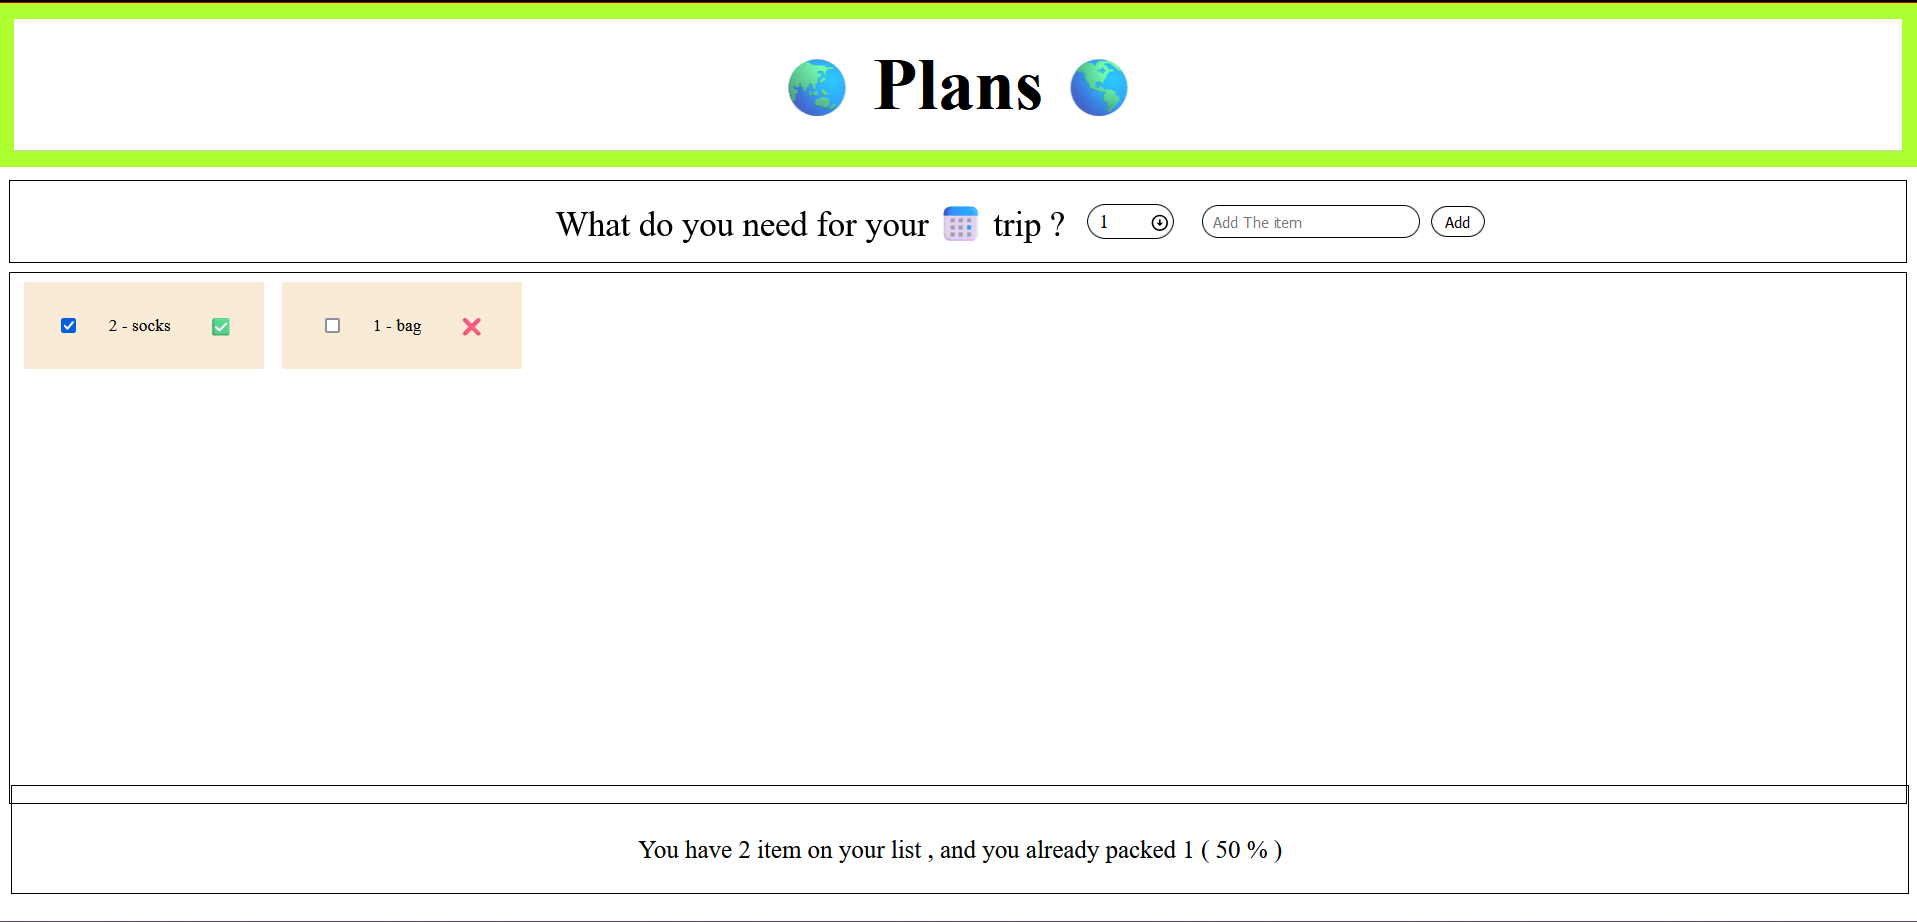 🌏 Plans 🌎
What do you need for your 📅 trip ? 1 Add The item Add
2 - socks ✅ 1 - bag ❌
You have 2 item on your list , and you already packed 1 ( 50 % )